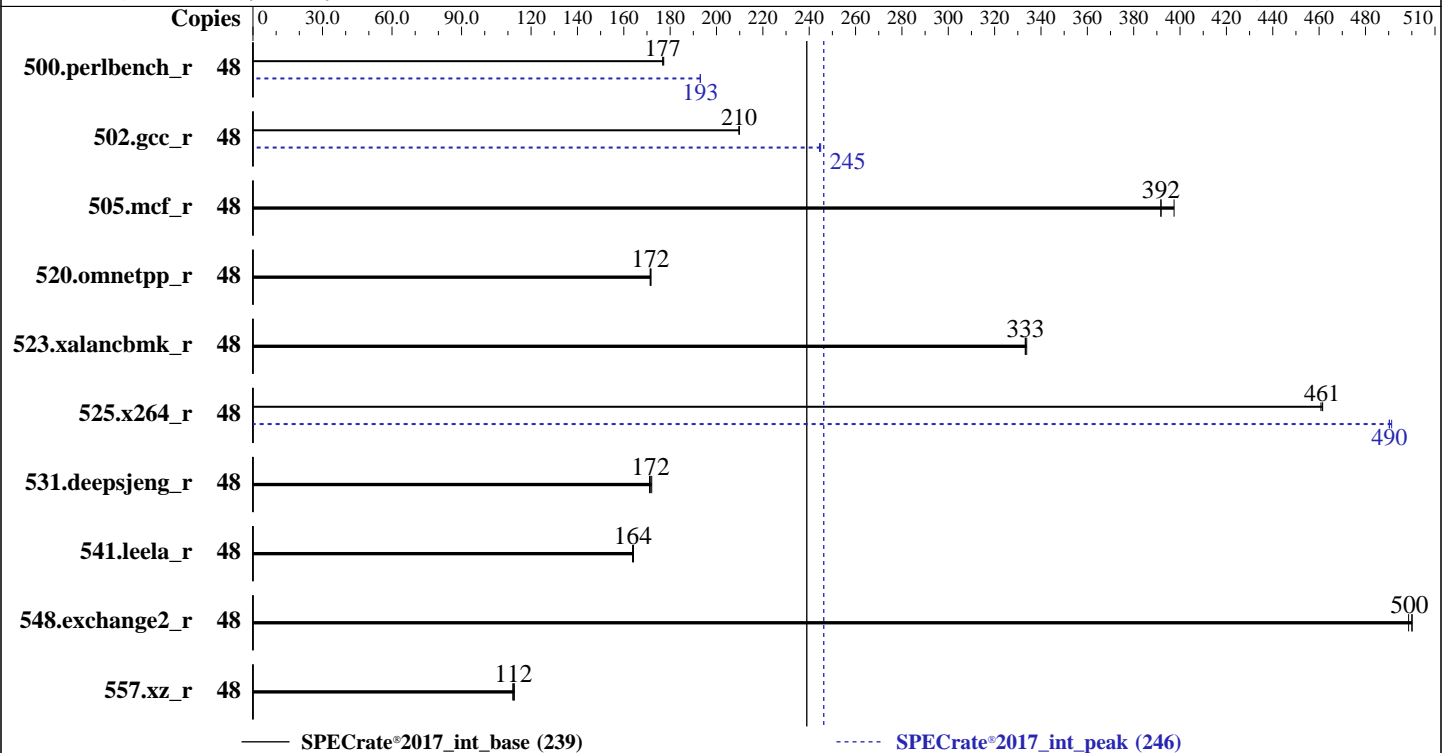 Copies 0 30.0 60.0 90.0 120 140 160 180 200 220 240 260 280 300 320 340 360 380 400 420 440 460 480 510
500.perlbench_r 48 177
193
502.gcc_r 48 210
245
505.mcf_r 48 392
520.omnetpp_r 48 172
523.xalancbmk_r 48 333
525.x264_r 48 461
490
531.deepsjeng_r 48 172
541.leela_r 48 164
548.exchange2_r 48 500
557.xz_r 48 112
SPECrate®2017_int_base (239) SPECrate®2017_int_peak (246)